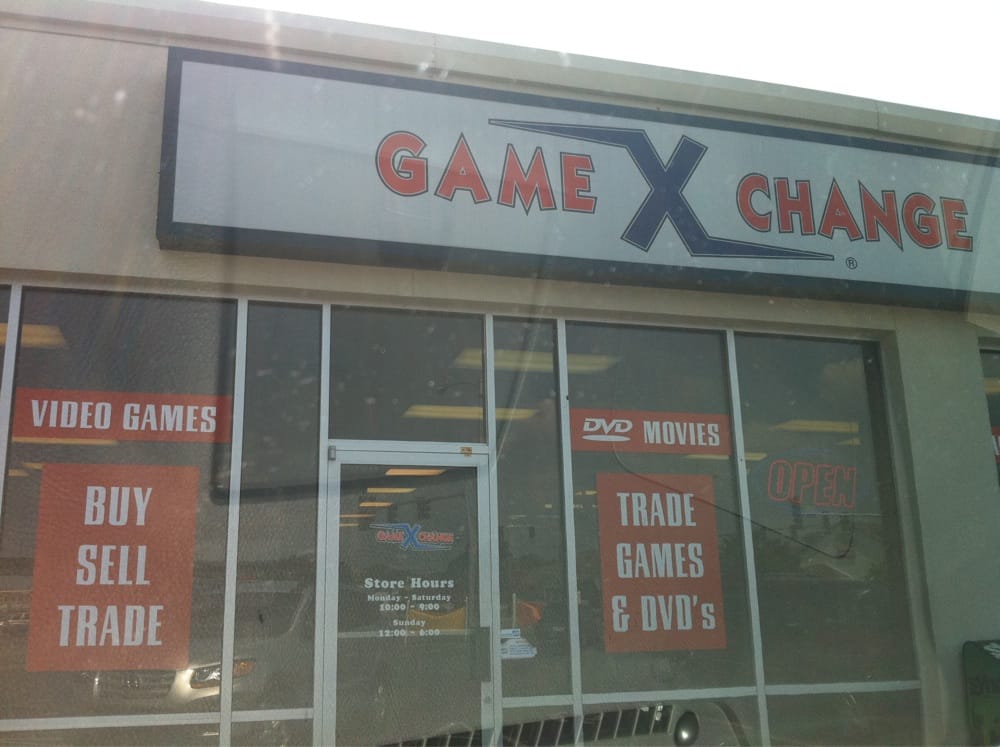 GAME X CHANGE ®
VIDEO GAMES
BUY
SELL
TRADE
GAME X CHANGE
Store Hours
Monday - Saturday
10:00 - 9:00
Sunday
12:00 - 6:00
DVD MOVIES
TRADE
GAMES
& DVD's
OPEN